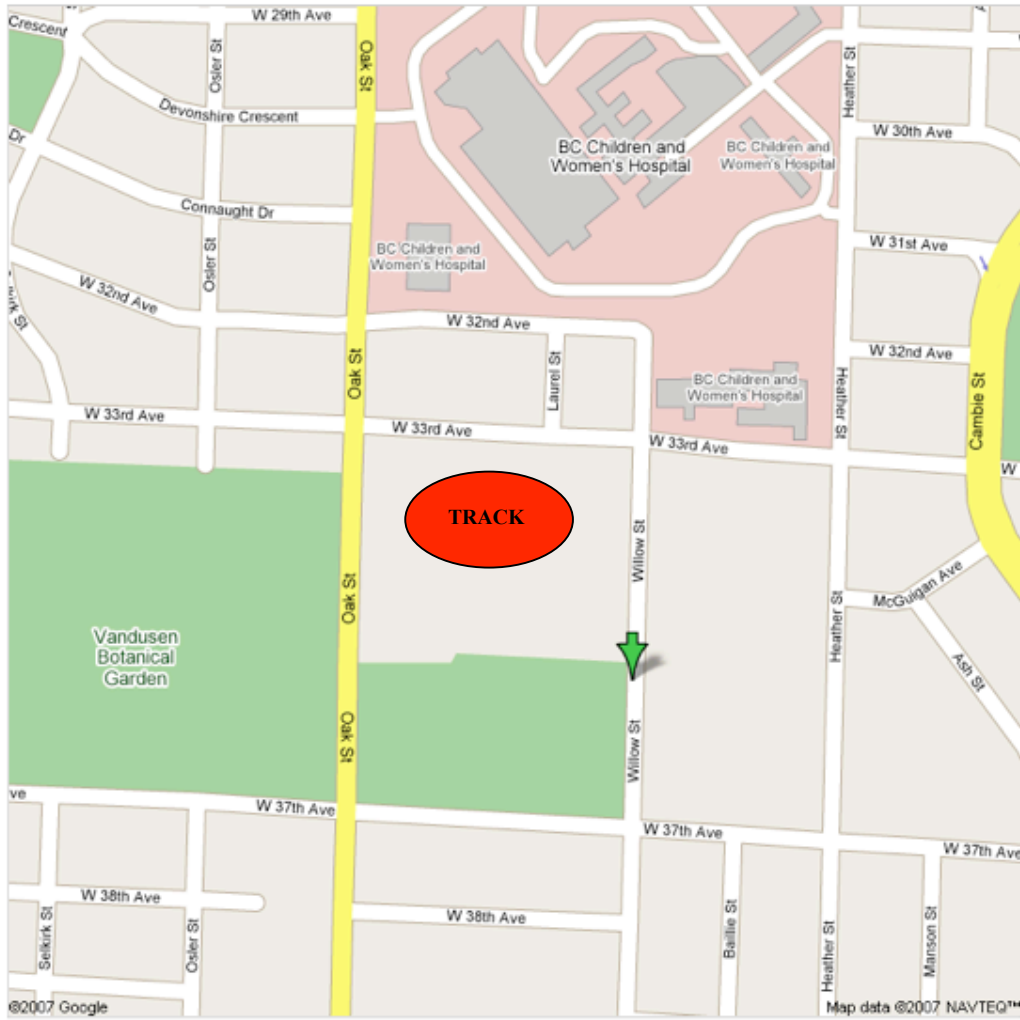 W 29th Ave
Crescent
Osler St
Oak St
Heather St
Devonshire Crescent
BC Children and
Women's Hospital
BC Children and
Women's Hospital
W 30th Ave
Dr
Connaught Dr
Osler St
BC Children and
Women's Hospital
W 31st Ave
W 32nd Ave
W 32nd Ave
W 32nd Ave
Oak St
Laurel St
BC Children and
Women's Hospital
Heather St
Cambie St
W 33rd Ave
W 33rd Ave
W 33rd Ave
W
TRACK
Willow St
Oak St
Heather St
McGuigan Ave
Ash St
Vandusen
Botanical
Garden
Oak St
Willow St
ve
W 37th Ave
W 37th Ave
W 37th Ave
W 38th Ave
W 38th Ave
Selkirk St
Osler St
Baillie St
Heather St
Manson St
©2007 Google
Map data ©2007 NAVTEQ™